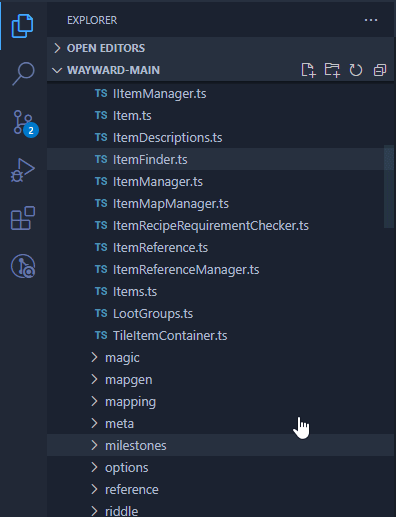 EXPLORER
OPEN EDITORS
WAYWARD-MAIN
TS IItemManager.ts
TS Item.ts
TS ItemDescriptions.ts
TS ItemFinder.ts
TS ItemManager.ts
TS ItemMapManager.ts
TS ItemRecipeRequirementChecker.ts
TS ItemReference.ts
TS ItemReferenceManager.ts
TS Items.ts
TS LootGroups.ts
TS TileItemContainer.ts
magic
mapgen
mapping
meta
milestones
options
reference
riddle
2